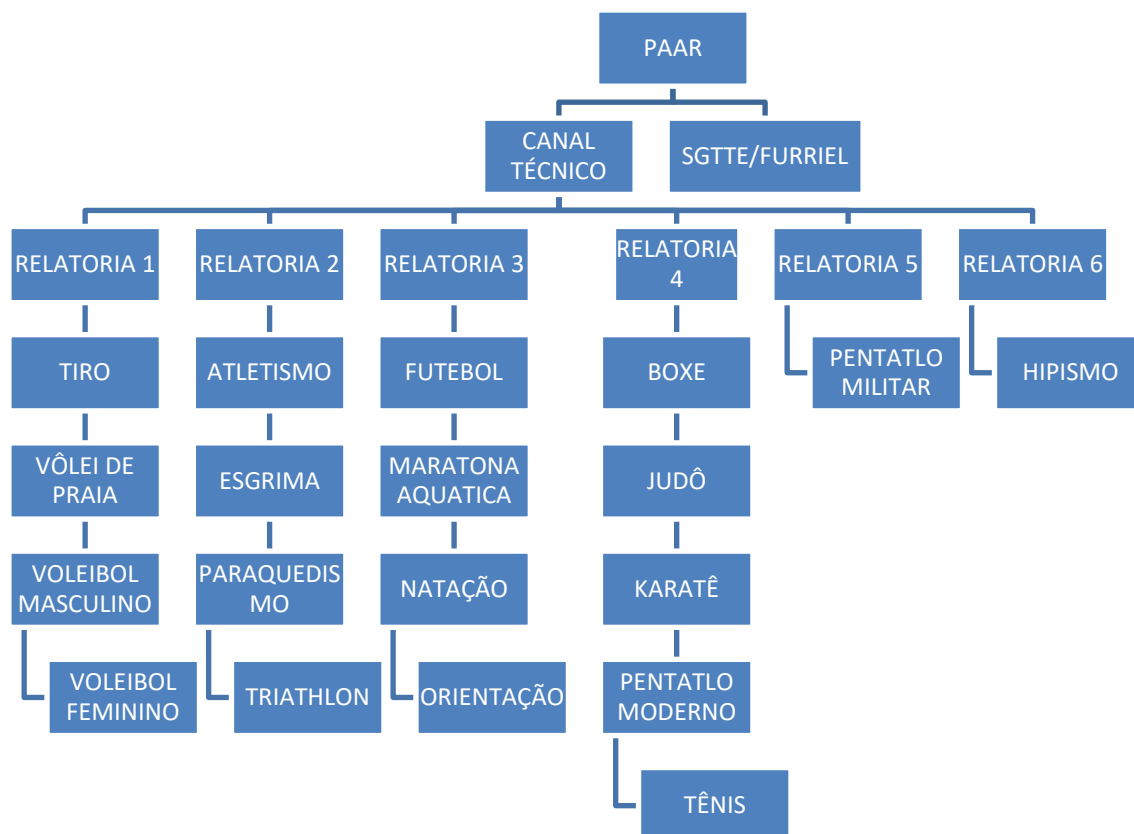 PAAR
CANAL
TÉCNICO
SGTTE/FURRIEL
RELATORIA 1
RELATORIA 2
RELATORIA 3
RELATORIA
4
RELATORIA 5
RELATORIA 6
TIRO
ATLETISMO
FUTEBOL
BOXE
PENTATLO
MILITAR
HIPISMO
VÔLEI DE
PRAIA
ESGRIMA
MARATONA
AQUATICA
JUDÔ
VOLEIBOL
MASCULINO
PARAQUEDIS
MO
NATAÇÃO
KARATÊ
VOLEIBOL
FEMININO
TRIATHLON
ORIENTAÇÃO
PENTATLO
MODERNO
TÊNIS